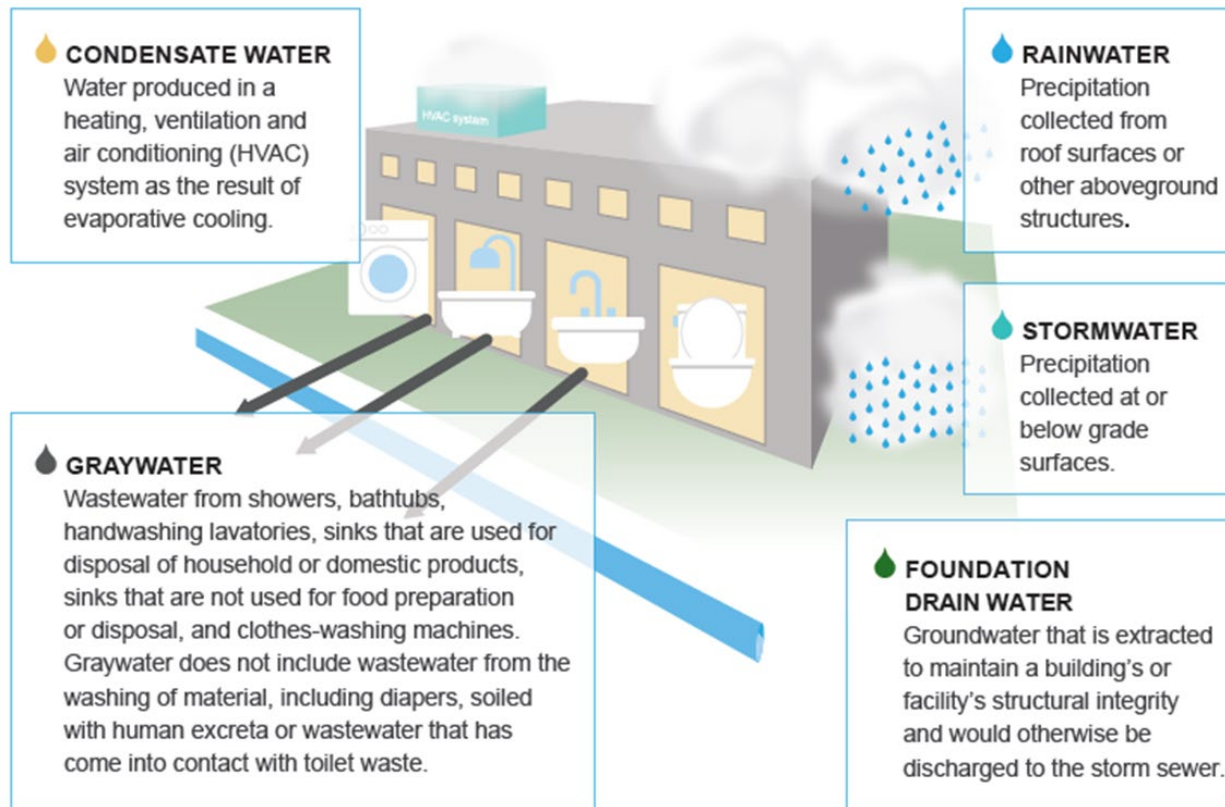 CONDENSATE WATER
Water produced in a
heating, ventilation and
air conditioning (HVAC)
system as the result of
evaporative cooling.
HVAC system
RAINWATER
Precipitation
collected from
roof surfaces or
other aboveground
structures.
STORMWATER
Precipitation
collected at or
below grade
surfaces.
GRAYWATER
Wastewater from showers, bathtubs,
handwashing lavatories, sinks that are used for
disposal of household or domestic products,
sinks that are not used for food preparation
or disposal, and clothes-washing machines.
Graywater does not include wastewater from the
washing of material, including diapers, soiled
with human excreta or wastewater that has
come into contact with toilet waste.
FOUNDATION
DRAIN WATER
Groundwater that is extracted
to maintain a building’s or
facility’s structural integrity
and would otherwise be
discharged to the storm sewer.